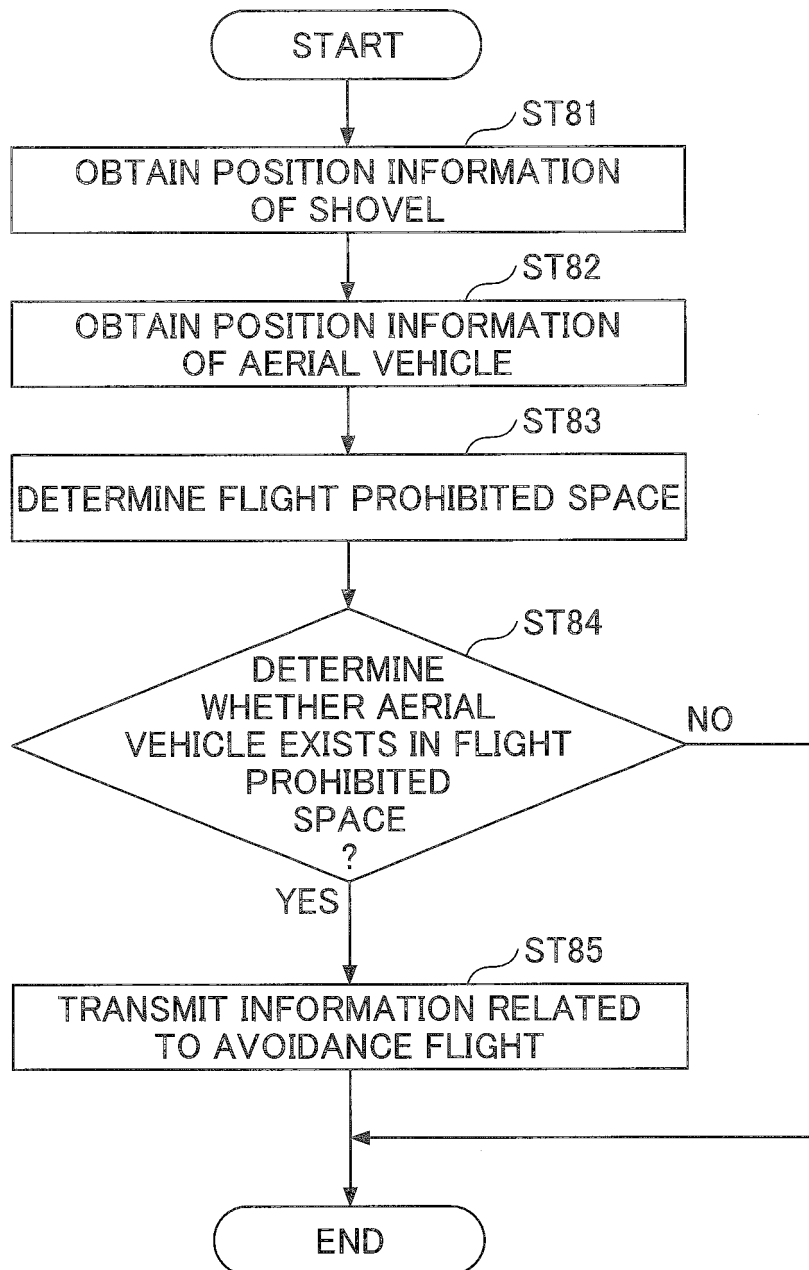 START
ST81
OBTAIN POSITION INFORMATION
OF SHOVEL
ST82
OBTAIN POSITION INFORMATION
OF AERIAL VEHICLE
ST83
DETERMINE FLIGHT PROHIBITED SPACE
ST84
DETERMINE
WHETHER AERIAL
VEHICLE EXISTS IN FLIGHT
PROHIBITED
SPACE
?
NO
YES
ST85
TRANSMIT INFORMATION RELATED
TO AVOIDANCE FLIGHT
END